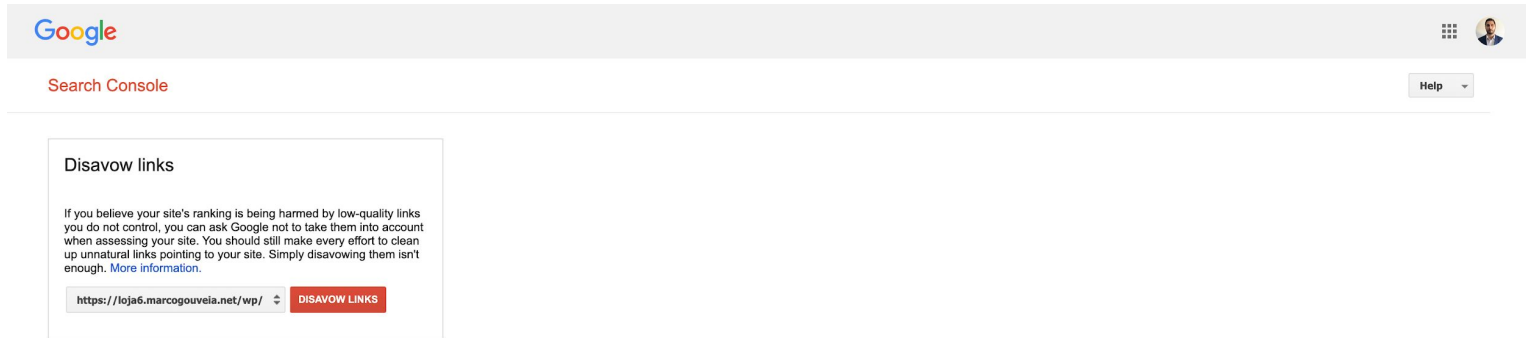 Google
Search Console
Help
Disavow links
If you believe your site's ranking is being harmed by low-quality links
you do not control, you can ask Google not to take them into account
when assessing your site. You should still make every effort to clean
up unnatural links pointing to your site. Simply disavowing them isn't
enough. More information.
https://loja6.marcogouveia.net/wp/ DISAVOW LINKS